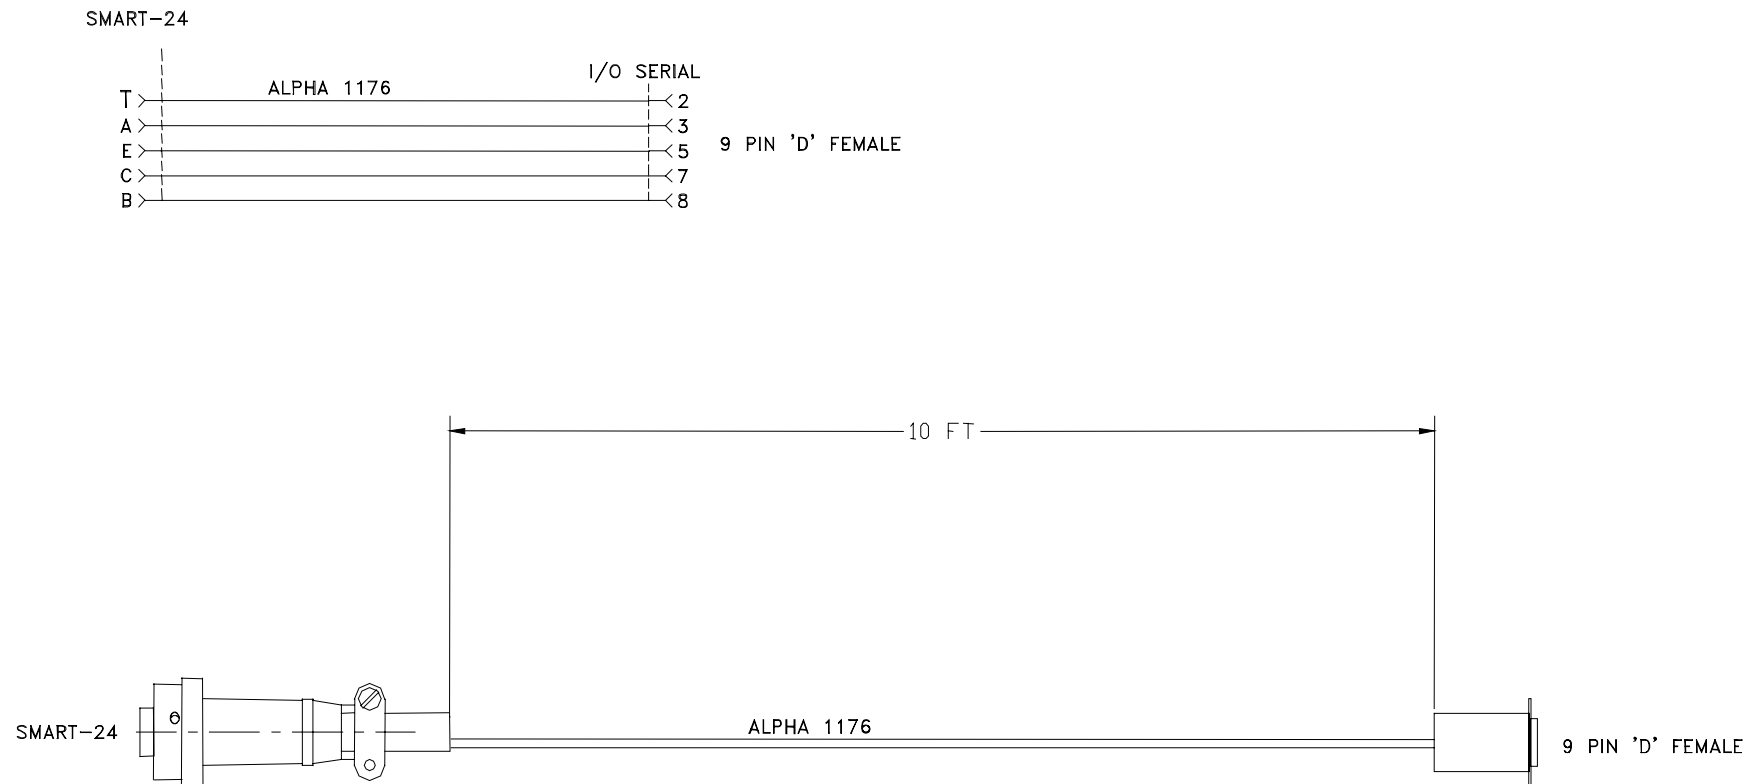 SMART-24
I/O SERIAL
ALPHA 1176
T 2
A 3
E 5
9 PIN 'D' FEMALE
C 7
B 8
10 FT
ALPHA 1176
SMART-24
9 PIN 'D' FEMALE